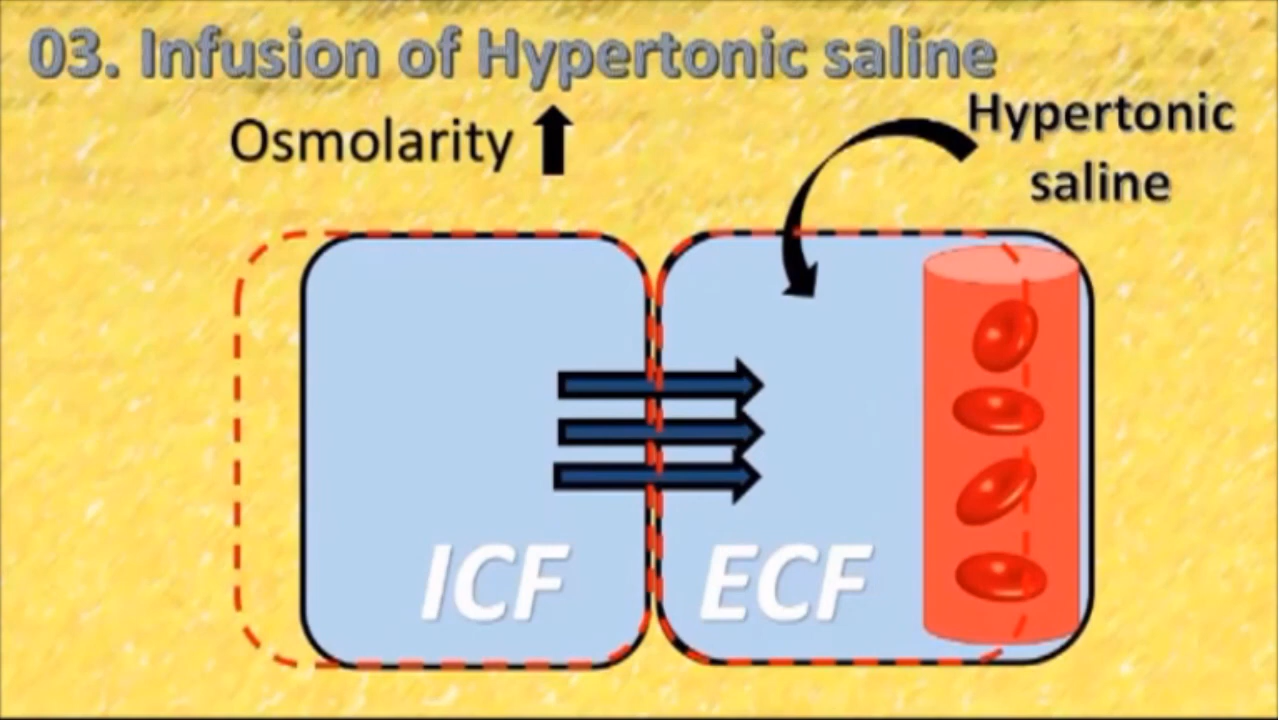 03. Infusion of Hypertonic saline
Osmolarity
Hypertonic
saline
ICF
ECF